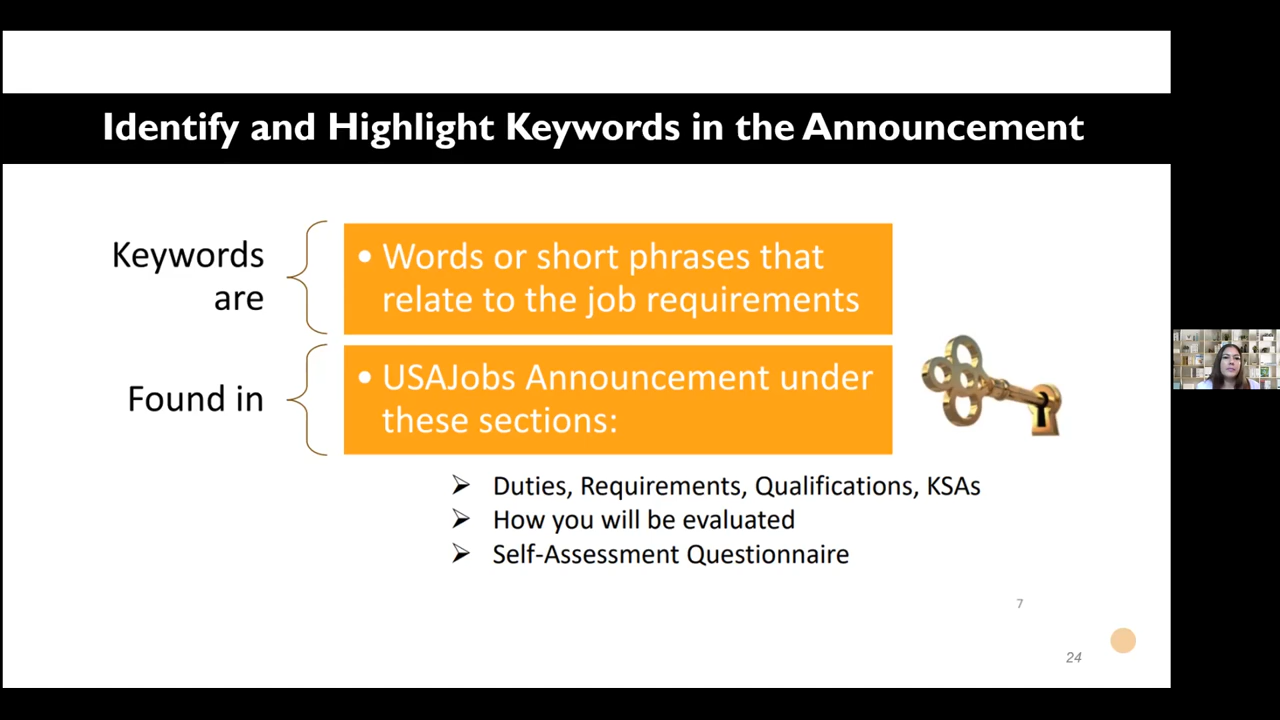 Identify and Highlight Keywords in the Announcement
Keywords
are
• Words or short phrases that
relate to the job requirements
Found in
• USAJobs Announcement under
these sections:
➢ Duties, Requirements, Qualifications, KSAs
➢ How you will be evaluated
➢ Self-Assessment Questionnaire
7
24